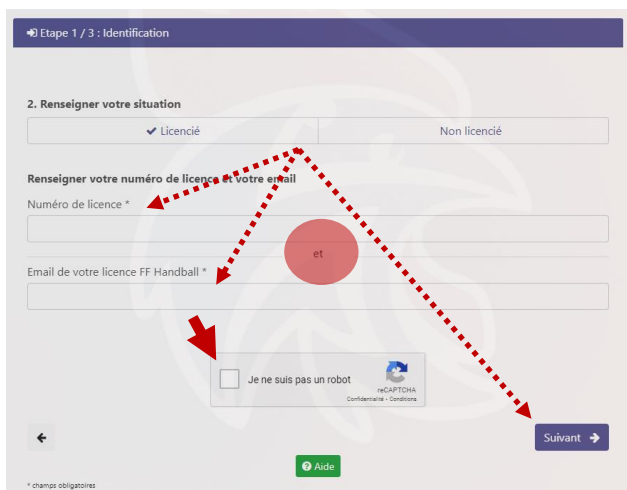 Etape 1 / 3 : Identification
2. Renseigner votre situation
Licencié
Non licencié
Renseigner votre numéro de licence et votre email
Numéro de licence *
et
Email de votre licence FF Handball *
Je ne suis pas un robot
reCAPTCHA
Confidentialité - Conditions
Suivant
Aide
* champs obligatoires